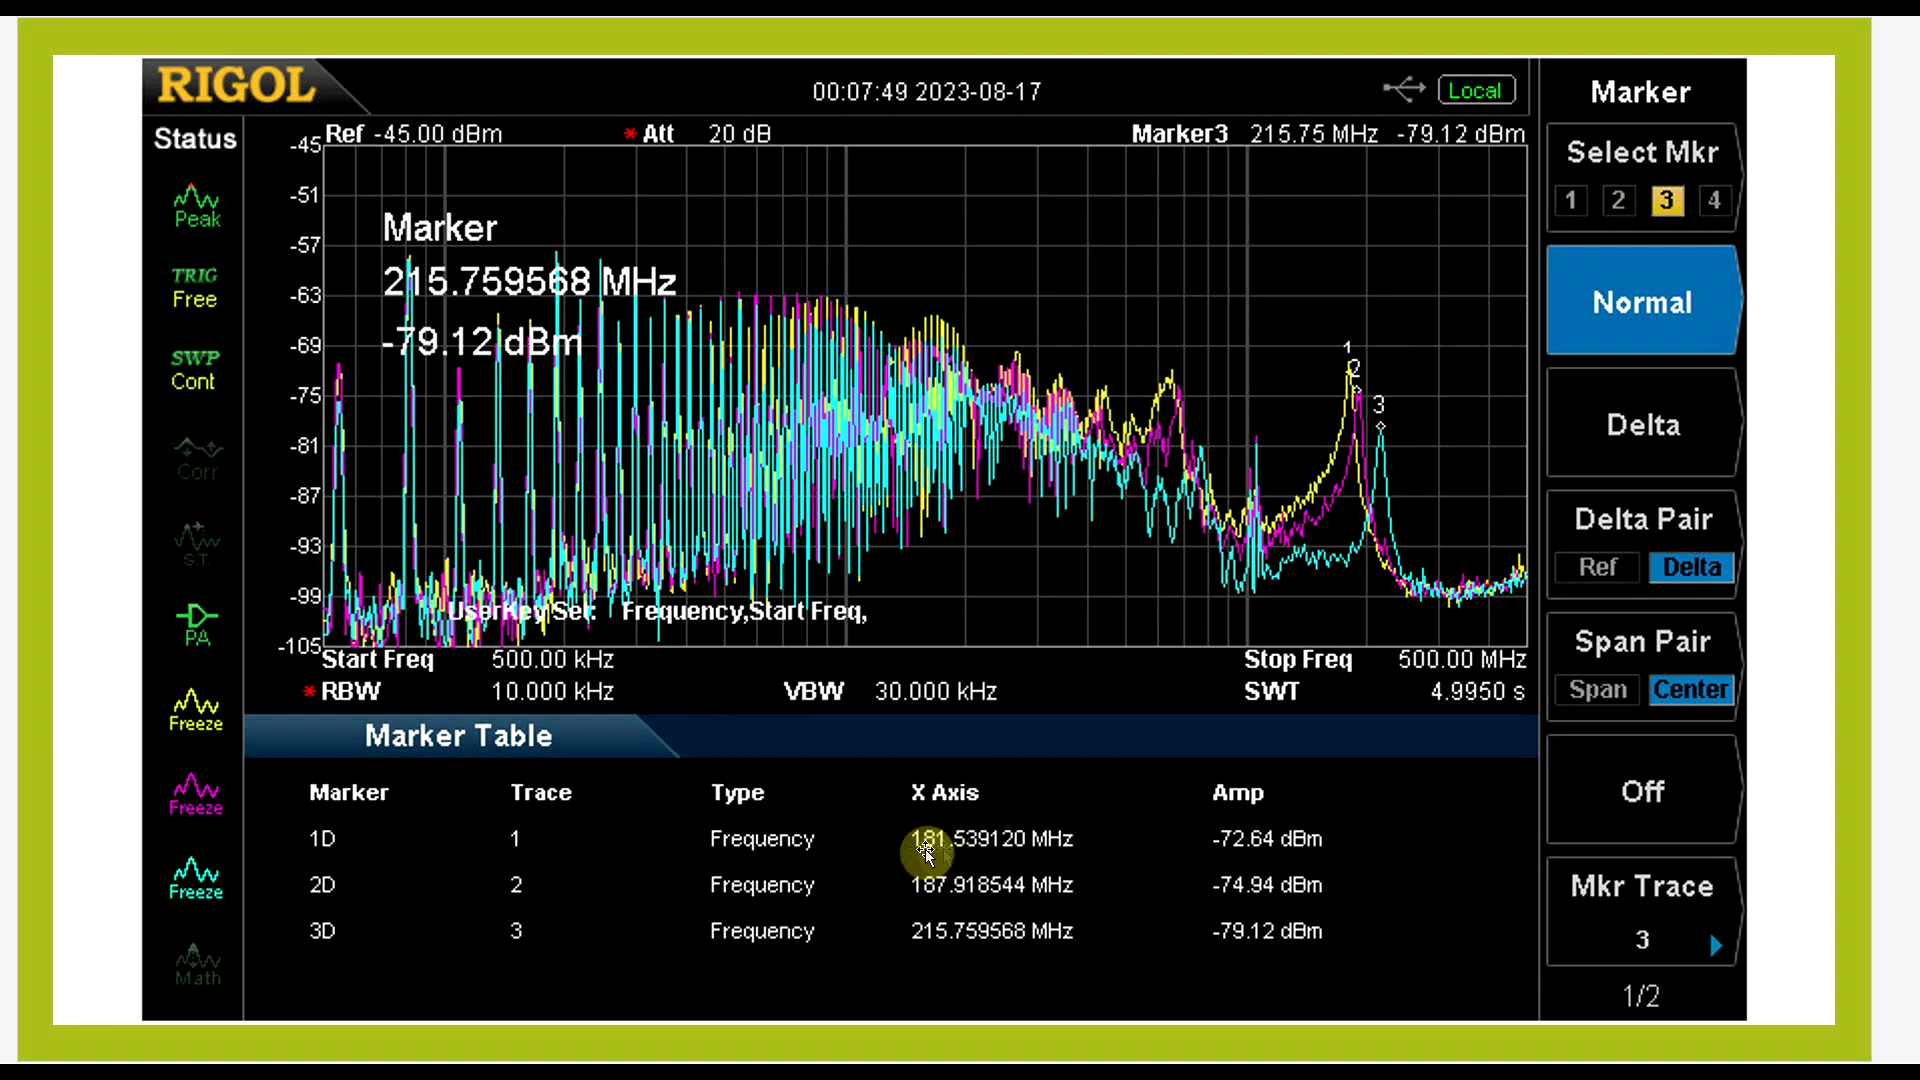 RIGOL
00:07:49 2023-08-17
Local
Status
Peak
TRIG
Free
SWP
Cont
Corr
S.T.
PA
Freeze
Freeze
Freeze
Math
Ref -45.00 dBm * Att 20 dB Marker3 215.75 MHz -79.12 dBm
-45
-51
-57
-63
-69
-75
-81
-87
-93
-99
-105
Marker
215.759568 MHz
-79.12 dBm
1
2
3
UserKey Set: Frequency,Start Freq,
Start Freq 500.00 kHz Stop Freq 500.00 MHz
* RBW 10.000 kHz VBW 30.000 kHz SWT 4.9950 s
Marker Table
Marker Trace Type X Axis Amp
1D 1 Frequency 181.539120 MHz -72.64 dBm
2D 2 Frequency 187.918544 MHz -74.94 dBm
3D 3 Frequency 215.759568 MHz -79.12 dBm
Marker
Select Mkr
1 2 3 4
Normal
Delta
Delta Pair
Ref Delta
Span Pair
Span Center
Off
Mkr Trace
3
1/2